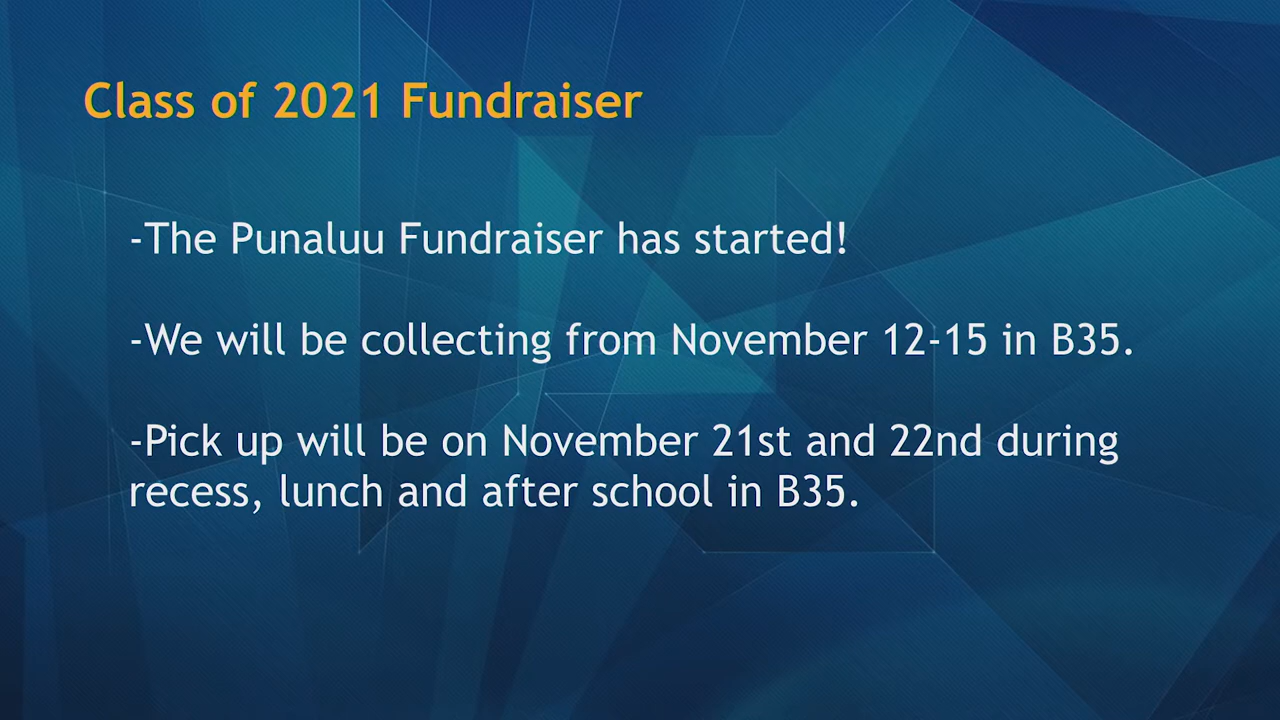 Class of 2021 Fundraiser
-The Punaluu Fundraiser has started!
-We will be collecting from November 12-15 in B35.
-Pick up will be on November 21st and 22nd during
recess, lunch and after school in B35.